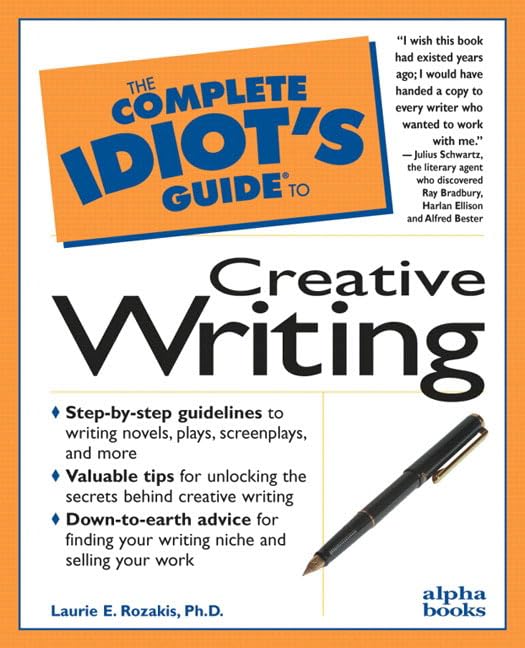 THE
COMPLETE
IDIOT'S
GUIDE® TO
“I wish this book
had existed years
ago; I would have
handed a copy to
every writer who
wanted to work
with me.”
— Julius Schwartz,
the literary agent
who discovered
Ray Bradbury,
Harlan Ellison
and Alfred Bester
Creative
Writing
♦ Step-by-step guidelines to
writing novels, plays, screenplays,
and more
♦ Valuable tips for unlocking the
secrets behind creative writing
♦ Down-to-earth advice for
finding your writing niche and
selling your work
Laurie E. Rozakis, Ph.D.
alpha
books